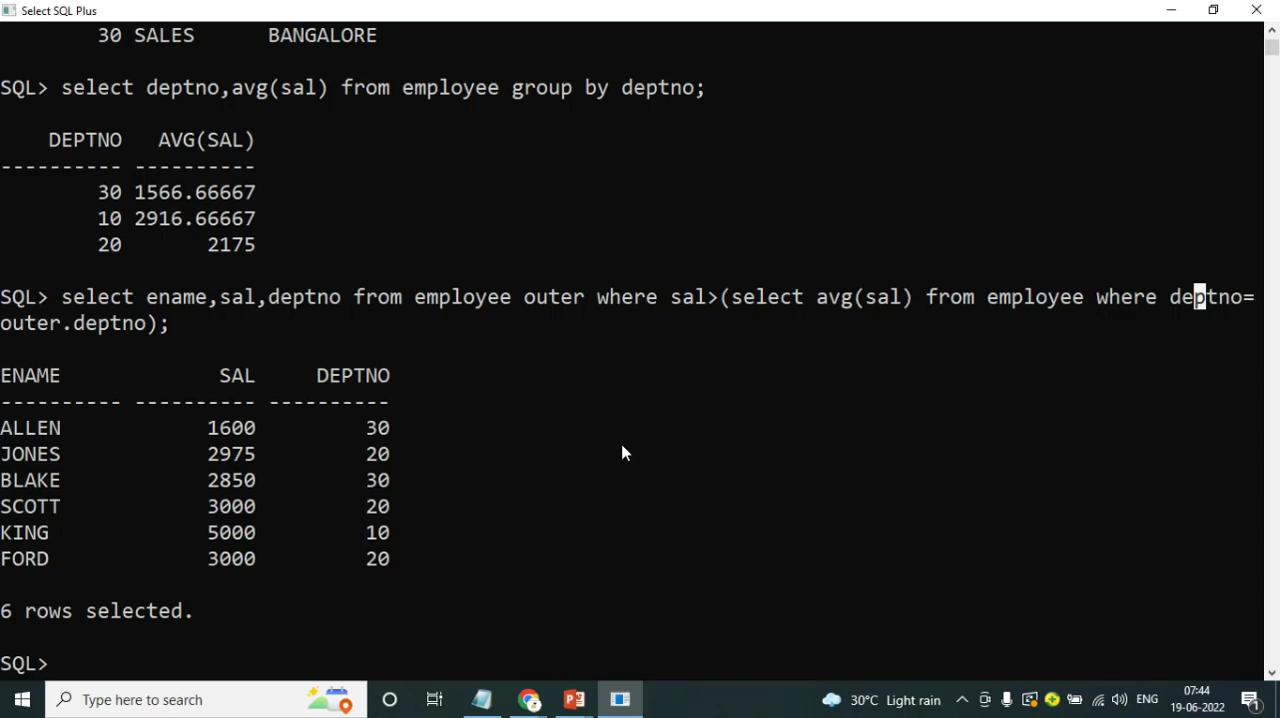 Select SQL Plus
30 SALES BANGALORE
SQL> select deptno,avg(sal) from employee group by deptno;
DEPTNO AVG(SAL)
---------- ----------
30 1566.66667
10 2916.66667
20 2175
SQL> select ename,sal,deptno from employee outer where sal>(select avg(sal) from employee where deptno=
outer.deptno);
ENAME SAL DEPTNO
---------- ---------- ----------
ALLEN 1600 30
JONES 2975 20
BLAKE 2850 30
SCOTT 3000 20
KING 5000 10
FORD 3000 20
6 rows selected.
SQL>
Type here to search
30°C Light rain
ENG
07:44
19-06-2022
1